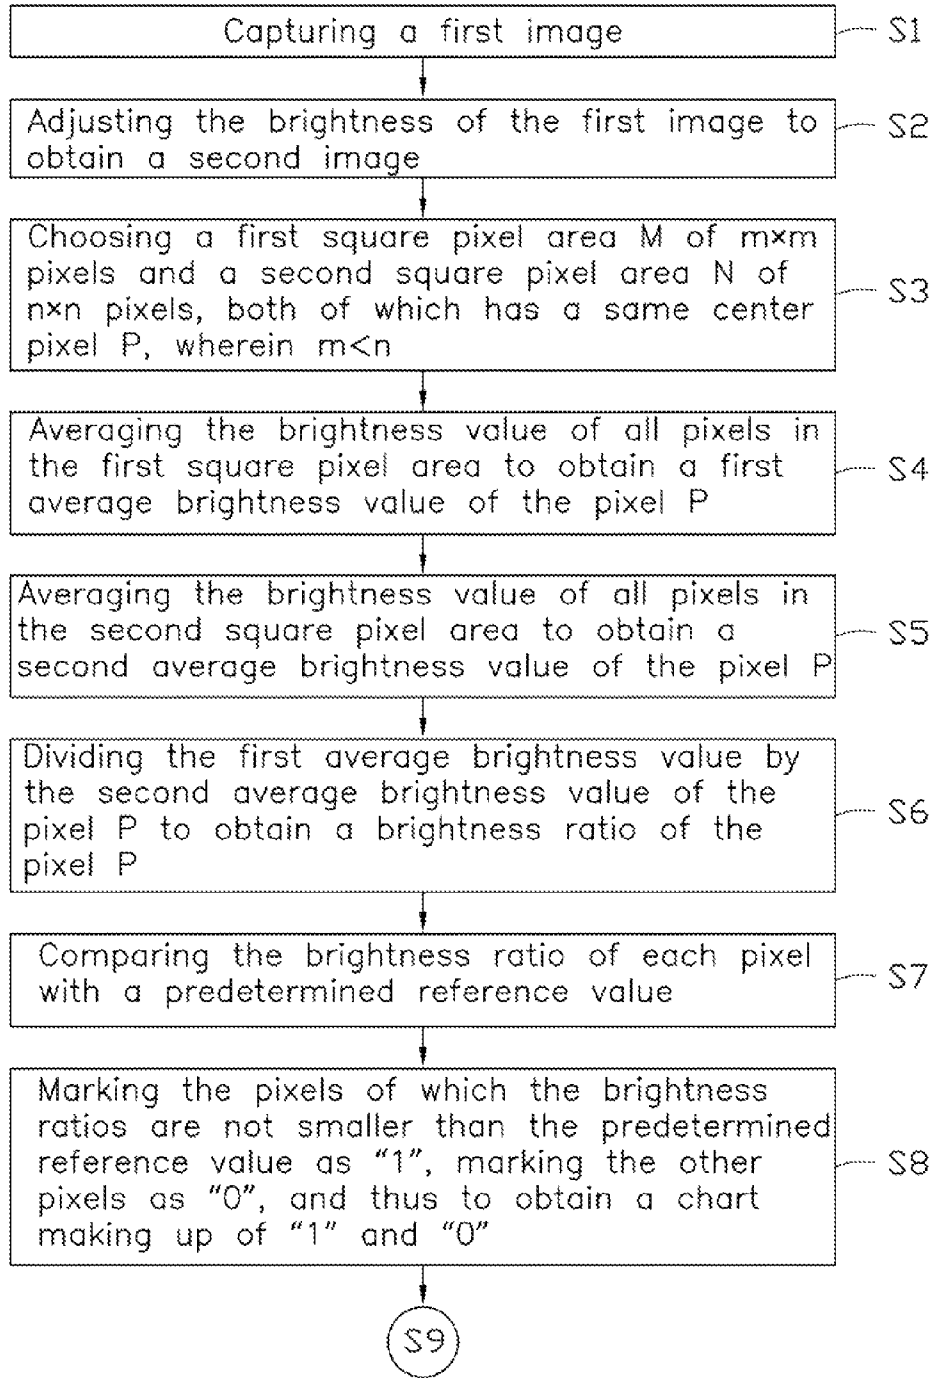 Capturing a first image
S1
Adjusting the brightness of the first image to
obtain a second image
S2
Choosing a first square pixel area M of m×m
pixels and a second square pixel area N of
n×n pixels, both of which has a same center
pixel P, wherein m<n
S3
Averaging the brightness value of all pixels in
the first square pixel area to obtain a first
average brightness value of the pixel P
S4
Averaging the brightness value of all pixels in
the second square pixel area to obtain a
second average brightness value of the pixel P
S5
Dividing the first average brightness value by
the second average brightness value of the
pixel P to obtain a brightness ratio of the
pixel P
S6
Comparing the brightness ratio of each pixel
with a predetermined reference value
S7
Marking the pixels of which the brightness
ratios are not smaller than the predetermined
reference value as “1”, marking the other
pixels as “0”, and thus to obtain a chart
making up of “1” and “0”
S8
S9